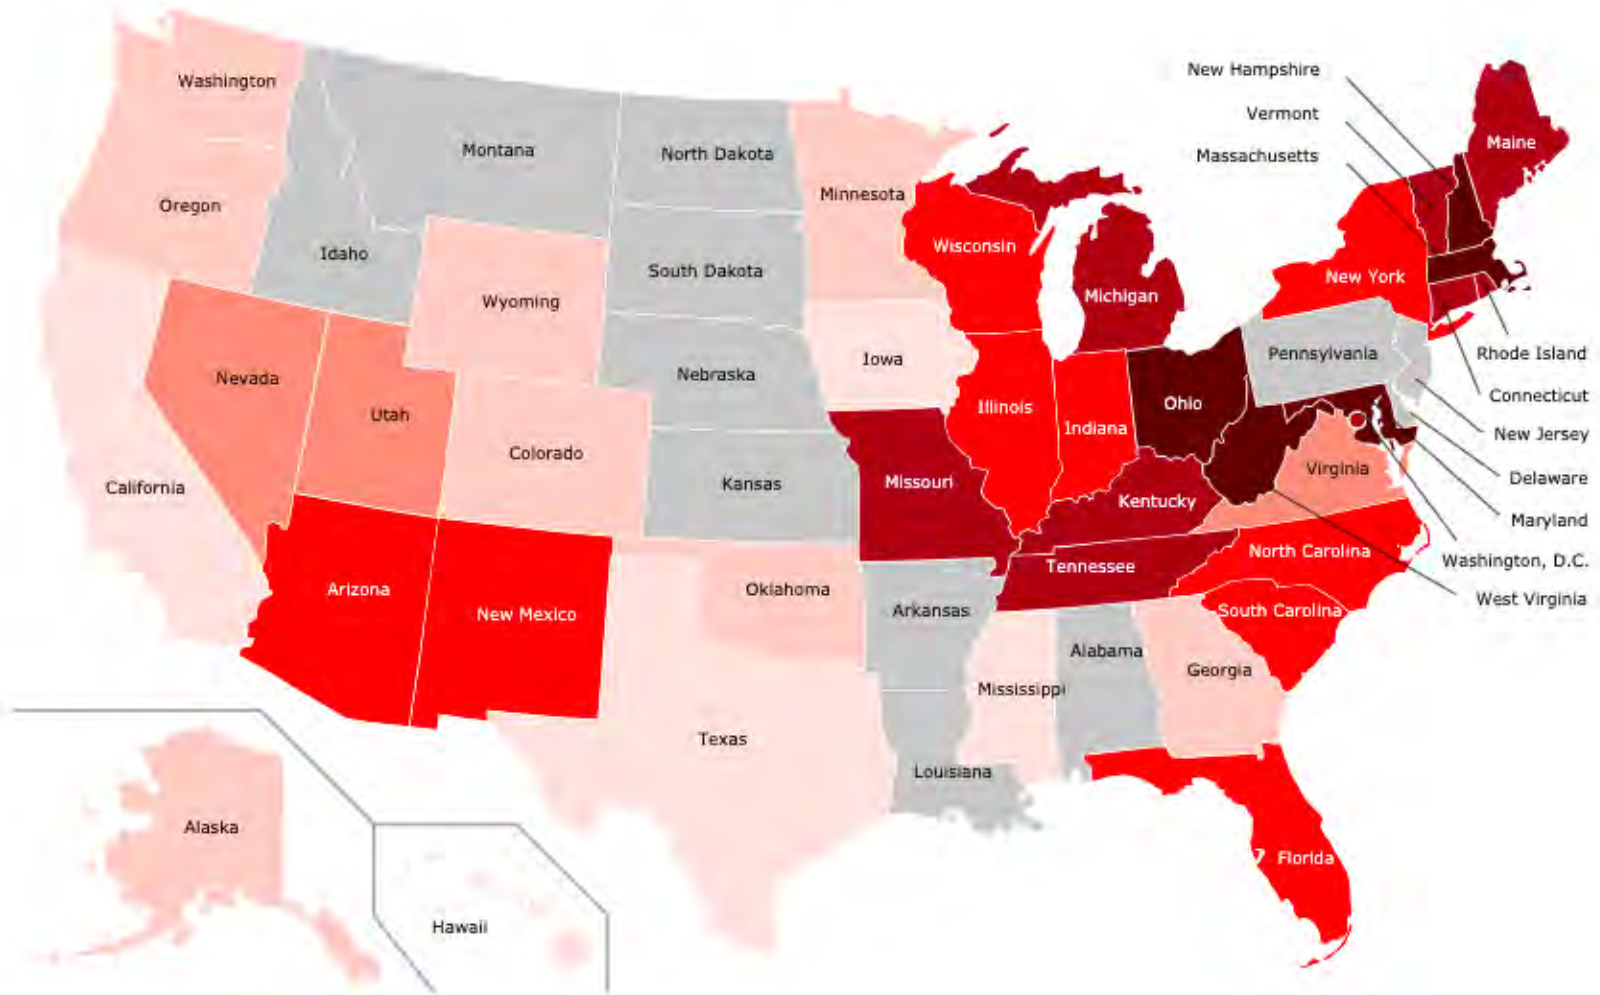 New Hampshire
Vermont
Massachusetts
Maine
Washington
Montana
North Dakota
Minnesota
Oregon
Idaho
South Dakota
Wisconsin
Wyoming
Michigan
New York
Nebraska
Iowa
Pennsylvania
Rhode Island
Nevada
Utah
Illinois
Indiana
Ohio
Connecticut
New Jersey
Colorado
California
Kansas
Missouri
Kentucky
Virginia
Delaware
Maryland
Washington, D.C.
West Virginia
Arizona
New Mexico
Oklahoma
Arkansas
Tennessee
North Carolina
South Carolina
Texas
Louisiana
Mississippi
Alabama
Georgia
Florida
Alaska
Hawaii